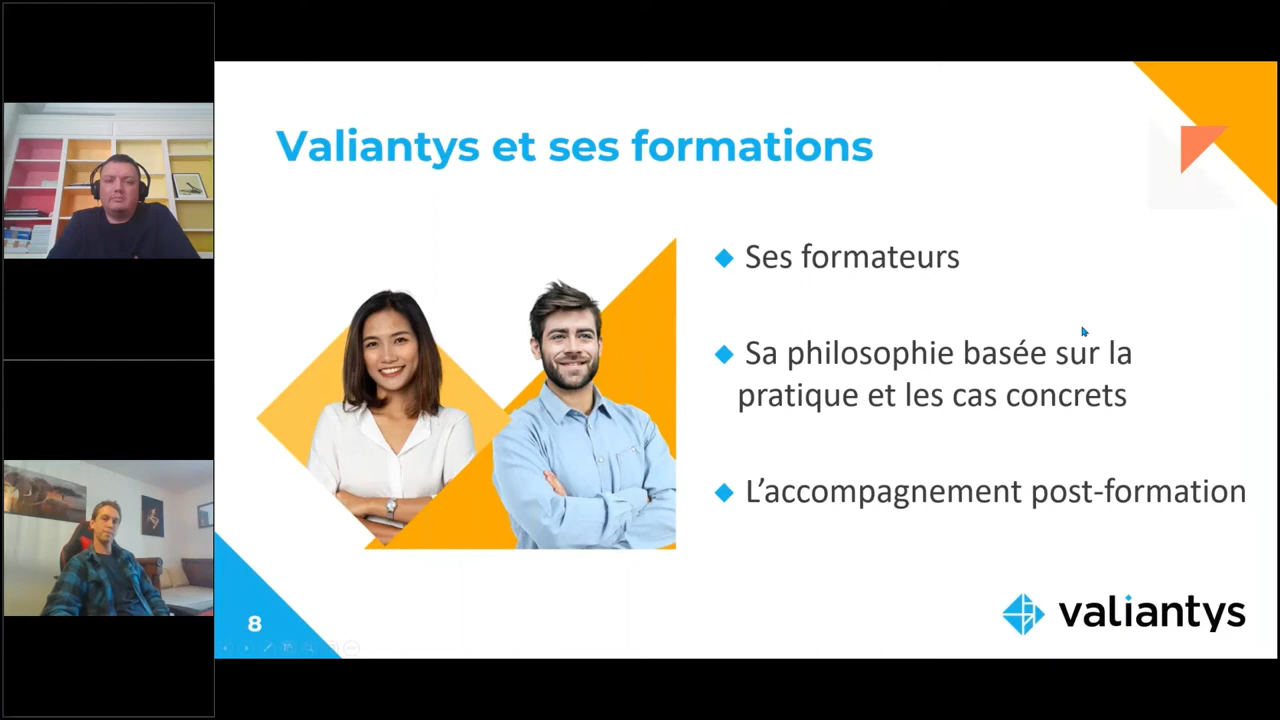 Valiantys et ses formations
Ses formateurs
Sa philosophie basée sur la
pratique et les cas concrets
L’accompagnement post-formation
valiantys
8